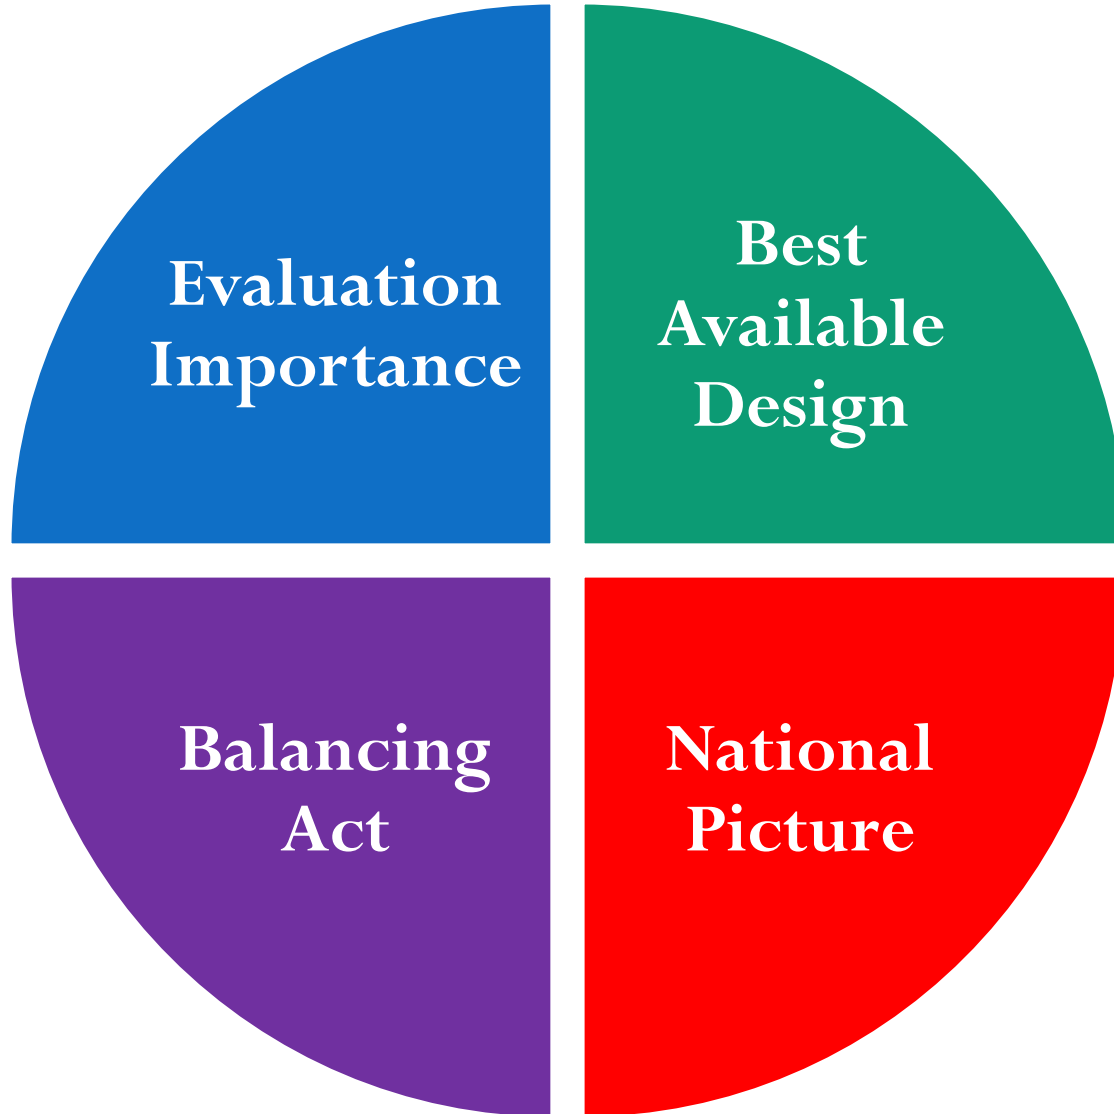 Evaluation
Importance
Best
Available
Design
Balancing
Act
National
Picture